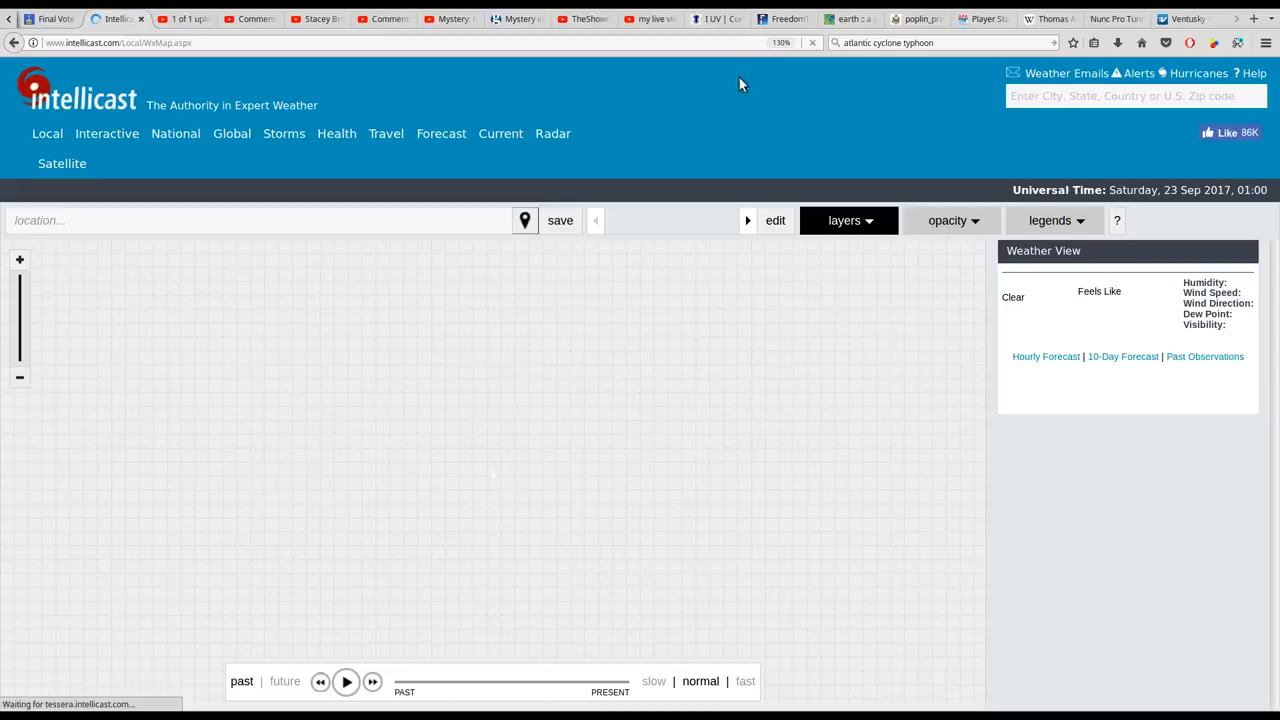 Final Vote
Intellic
1 of 1 uplo
Comment
Stacey Br
Comment
Mystery:
Mystery in
TheShown
my live vi
I UV | Cu
Freedom
earth :: a g
poplin_pre
Player Sta
Thomas A
Nunc Pro Tunc
Ventusky
www.intellicast.com/Local/WxMap.aspx
130%
atlantic cyclone typhoon
intellicast The Authority in Expert Weather
Weather Emails Alerts Hurricanes ? Help
Enter City, State, Country or U.S. Zip code
Local Interactive National Global Storms Health Travel Forecast Current Radar
Like 86K
Satellite
Universal Time: Saturday, 23 Sep 2017, 01:00
location... save edit layers opacity legends ?
+
-
Weather View
Clear
Feels Like
Humidity:
Wind Speed:
Wind Direction:
Dew Point:
Visibility:
Hourly Forecast | 10-Day Forecast | Past Observations
past | future slow | normal | fast
PAST PRESENT
Waiting for tessera.intellicast.com...